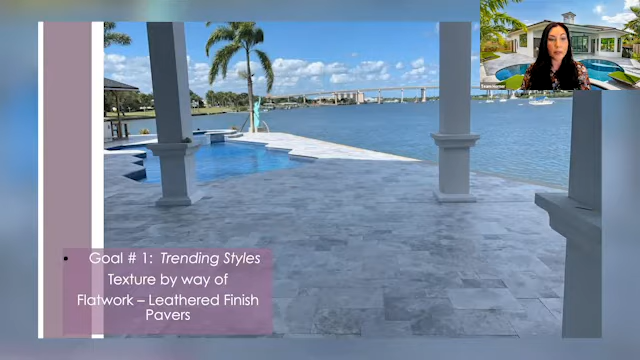 Goal # 1: Trending Styles
Texture by way of
Flatwork – Leathered Finish
Pavers